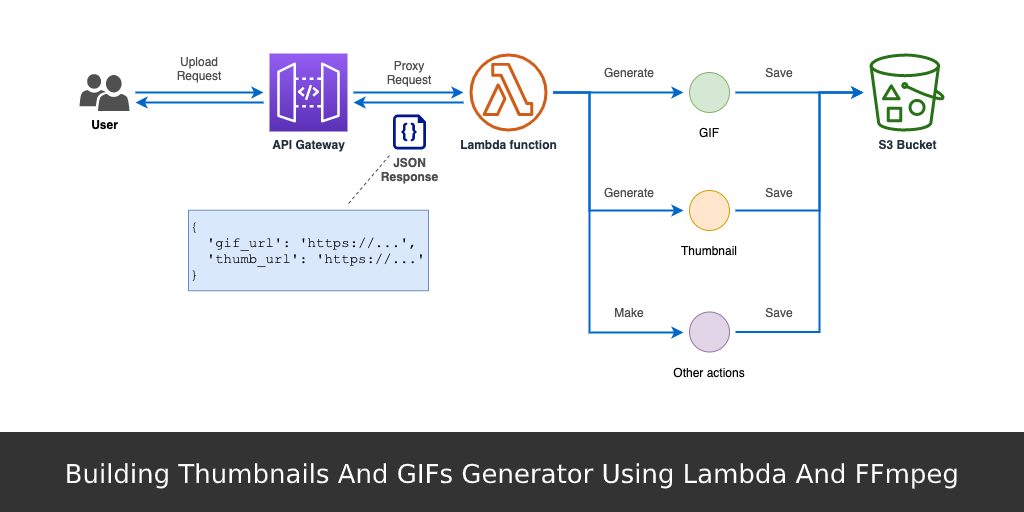 Upload
Request
Proxy
Request
Generate
Save
</>
User
API Gateway
{}
Lambda function
GIF
S3 Bucket
JSON
Response
Generate
Save
{
'gif_url': 'https://...',
'thumb_url': 'https://...'
}
Thumbnail
Make
Save
Other actions
Building Thumbnails And GIFs Generator Using Lambda And FFmpeg